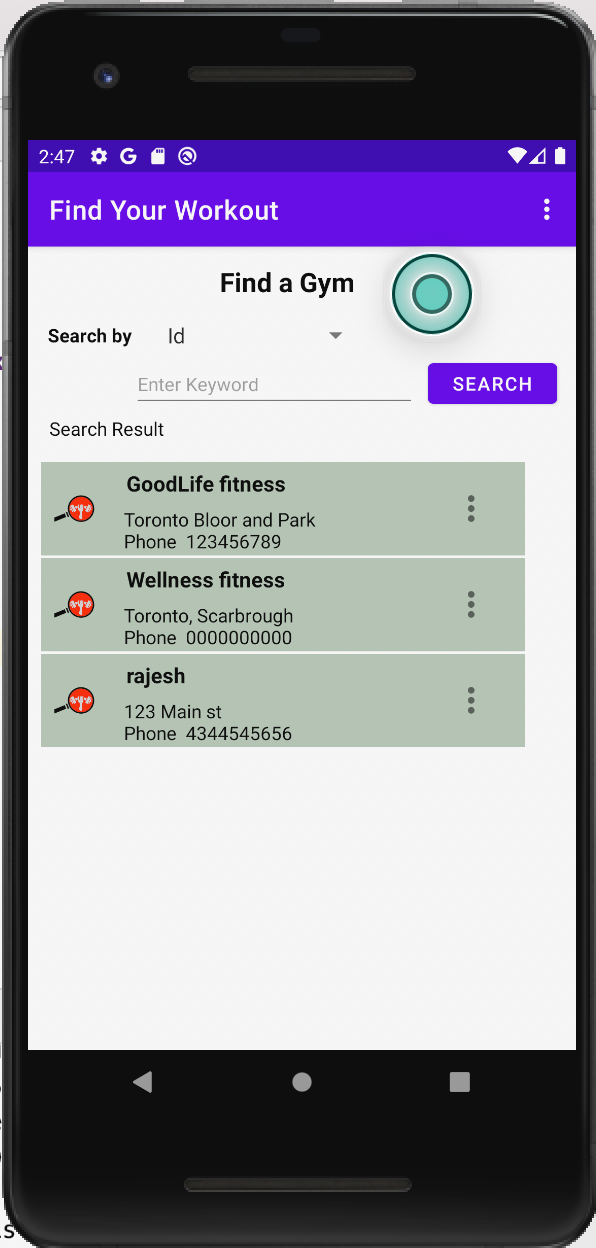 2:47
Find Your Workout
Find a Gym
Search by Id
Enter Keyword SEARCH
Search Result
GoodLife fitness
Toronto Bloor and Park
Phone 123456789
Wellness fitness
Toronto, Scarbrough
Phone 0000000000
rajesh
123 Main st
Phone 4344545656